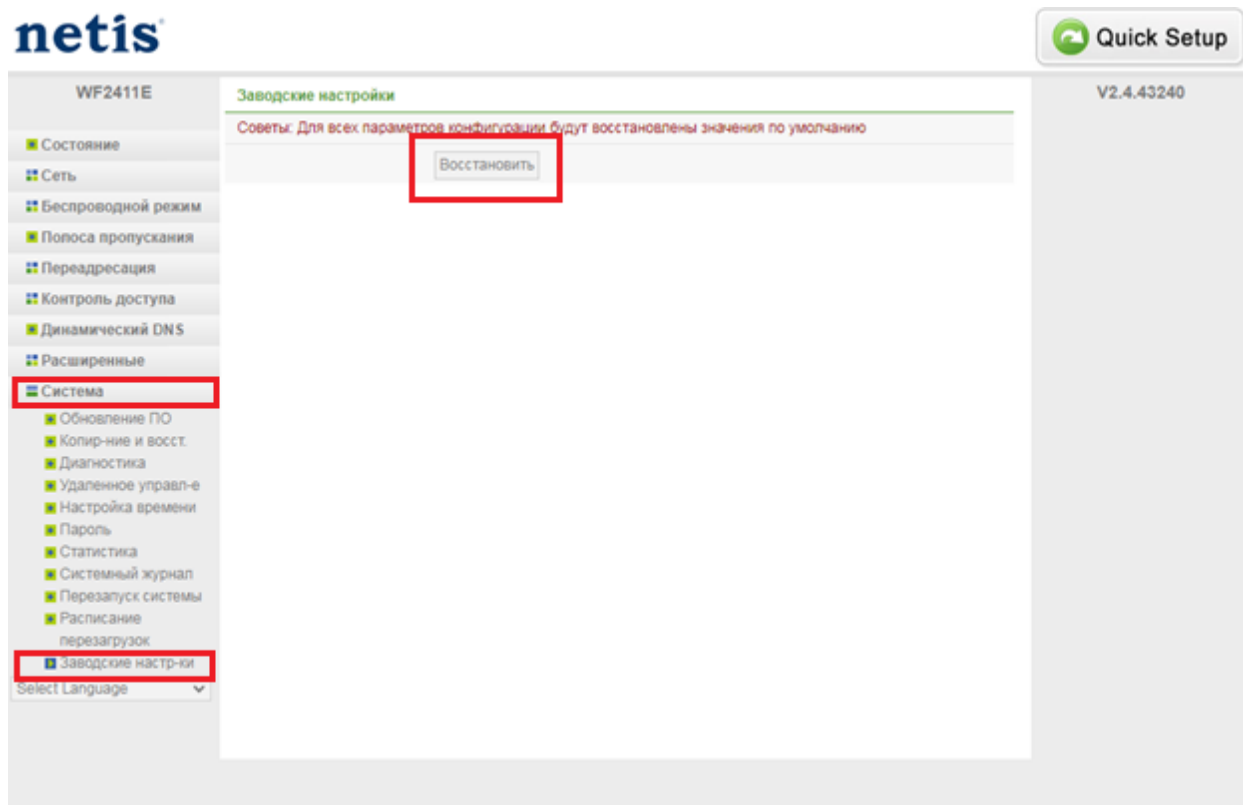 netis
Quick Setup
WF2411E
Заводские настройки
V2.4.43240
Советы: Для всех параметров конфигурации будут восстановлены значения по умолчанию
Восстановить
Состояние
Сеть
Беспроводной режим
Полоса пропускания
Переадресация
Контроль доступа
Динамический DNS
Расширенные
Система
Обновление ПО
Копир-ние и восст.
Диагностика
Удаленное управл-е
Настройка времени
Пароль
Статистика
Системный журнал
Перезапуск системы
Расписание
перезагрузок
Заводские настр-ки
Select Language